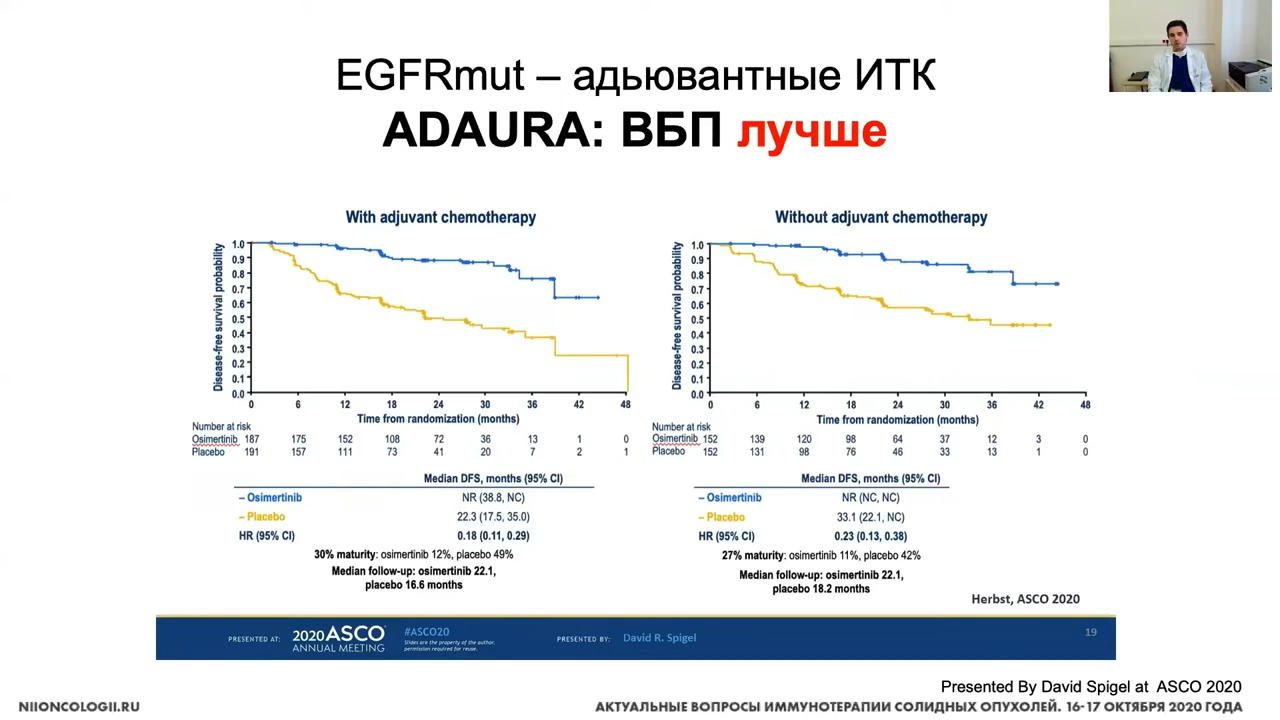 EGFRmut – адьювантные ИТК
ADAURA: ВБП лучше
With adjuvant chemotherapy
Disease-free survival probability
1.0
0.9
0.8
0.7
0.6
0.5
0.4
0.3
0.2
0.1
0.0
0 6 12 18 24 30 36 42 48
Time from randomization (months)
Number at risk
Osimertinib 187 175 152 108 72 36 13 1 0
Placebo 191 157 111 73 41 20 7 2 1
Median DFS, months (95% CI)
– Osimertinib NR (38.8, NC)
– Placebo 22.3 (17.5, 35.0)
HR (95% CI) 0.18 (0.11, 0.29)
30% maturity: osimertinib 12%, placebo 49%
Median follow-up: osimertinib 22.1,
placebo 16.6 months
Without adjuvant chemotherapy
Disease-free survival probability
1.0
0.9
0.8
0.7
0.6
0.5
0.4
0.3
0.2
0.1
0.0
0 6 12 18 24 30 36 42 48
Time from randomization (months)
Number at risk
Osimertinib 152 139 120 98 64 37 12 3 0
Placebo 152 131 98 76 46 33 13 1 0
Median DFS, months (95% CI)
– Osimertinib NR (NC, NC)
– Placebo 33.1 (22.1, NC)
HR (95% CI) 0.23 (0.13, 0.38)
27% maturity: osimertinib 11%, placebo 42%
Median follow-up: osimertinib 22.1,
placebo 18.2 months
Herbst, ASCO 2020
PRESENTED AT: 2020 ASCO
ANNUAL MEETING
#ASCO20
Slides are the property of the author,
permission required for reuse.
PRESENTED BY: David R. Spigel
19
Presented By David Spigel at ASCO 2020
NIIONCOLOGII.RU
АКТУАЛЬНЫЕ ВОПРОСЫ ИММУНОТЕРАПИИ СОЛИДНЫХ ОПУХОЛЕЙ. 16-17 ОКТЯБРЯ 2020 ГОДА